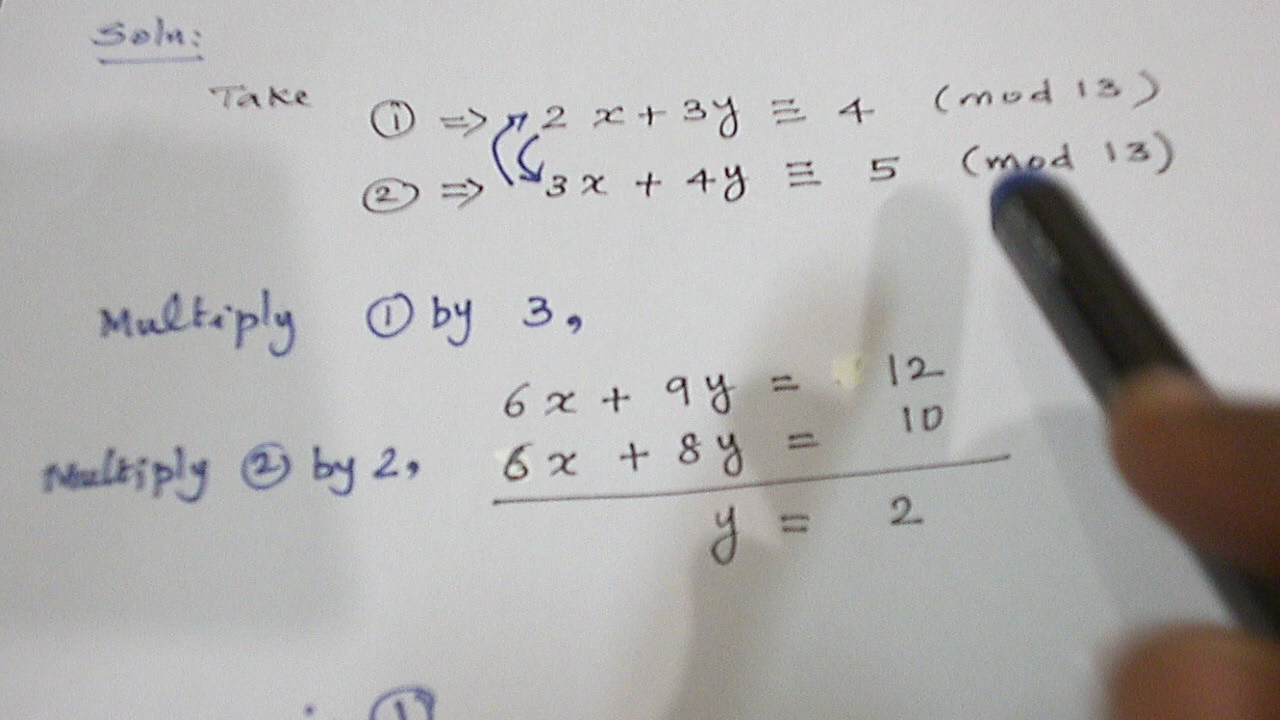 Soln:
Take ① ⇒ 2x + 3y ≡ 4 (mod 13)
② ⇒ 3x + 4y ≡ 5 (mod 13)
Multiply ① by 3,
6x + 9y = 12
Multiply ② by 2, 6x + 8y = 10
y = 2
①